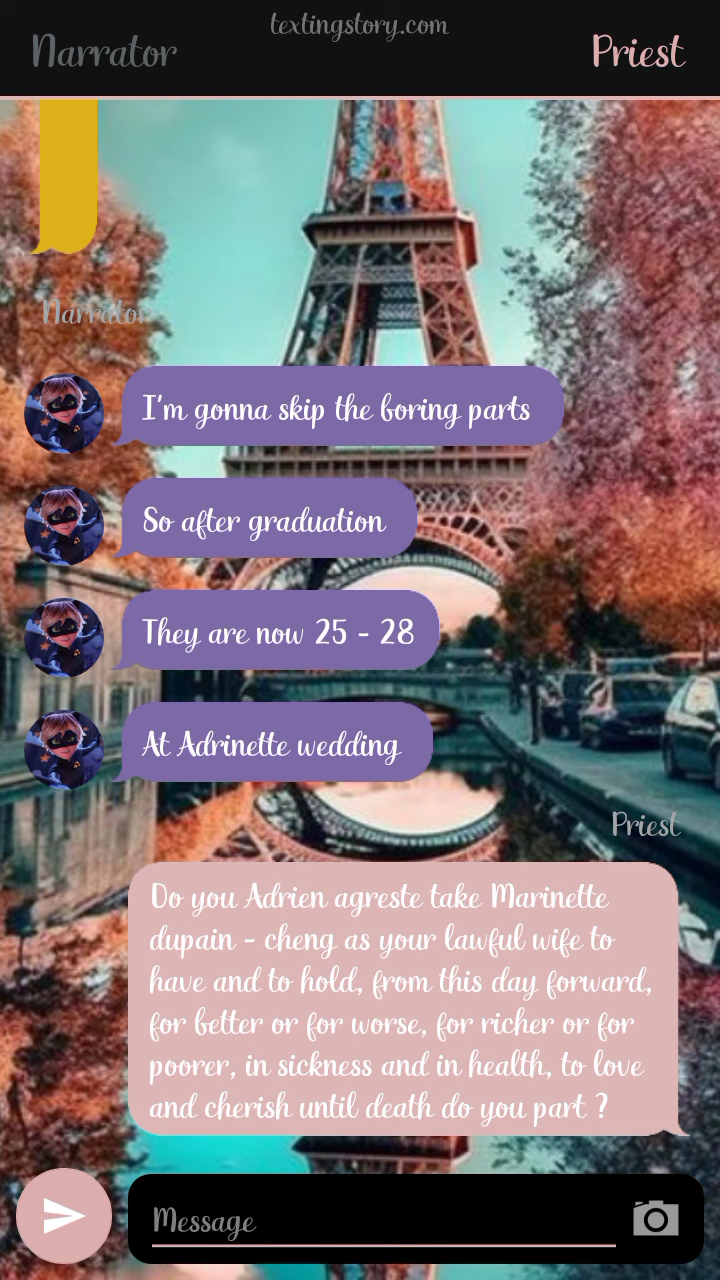 textingstory.com
Narrator
Priest
Narrator
I'm gonna skip the boring parts
So after graduation
They are now 25 - 28
At Adrinette wedding
Priest
Do you Adrien agreste take Marinette
dupain - cheng as your lawful wife to
have and to hold, from this day forward,
for better or for worse, for richer or for
poorer, in sickness and in health, to love
and cherish until death do you part ?
Message